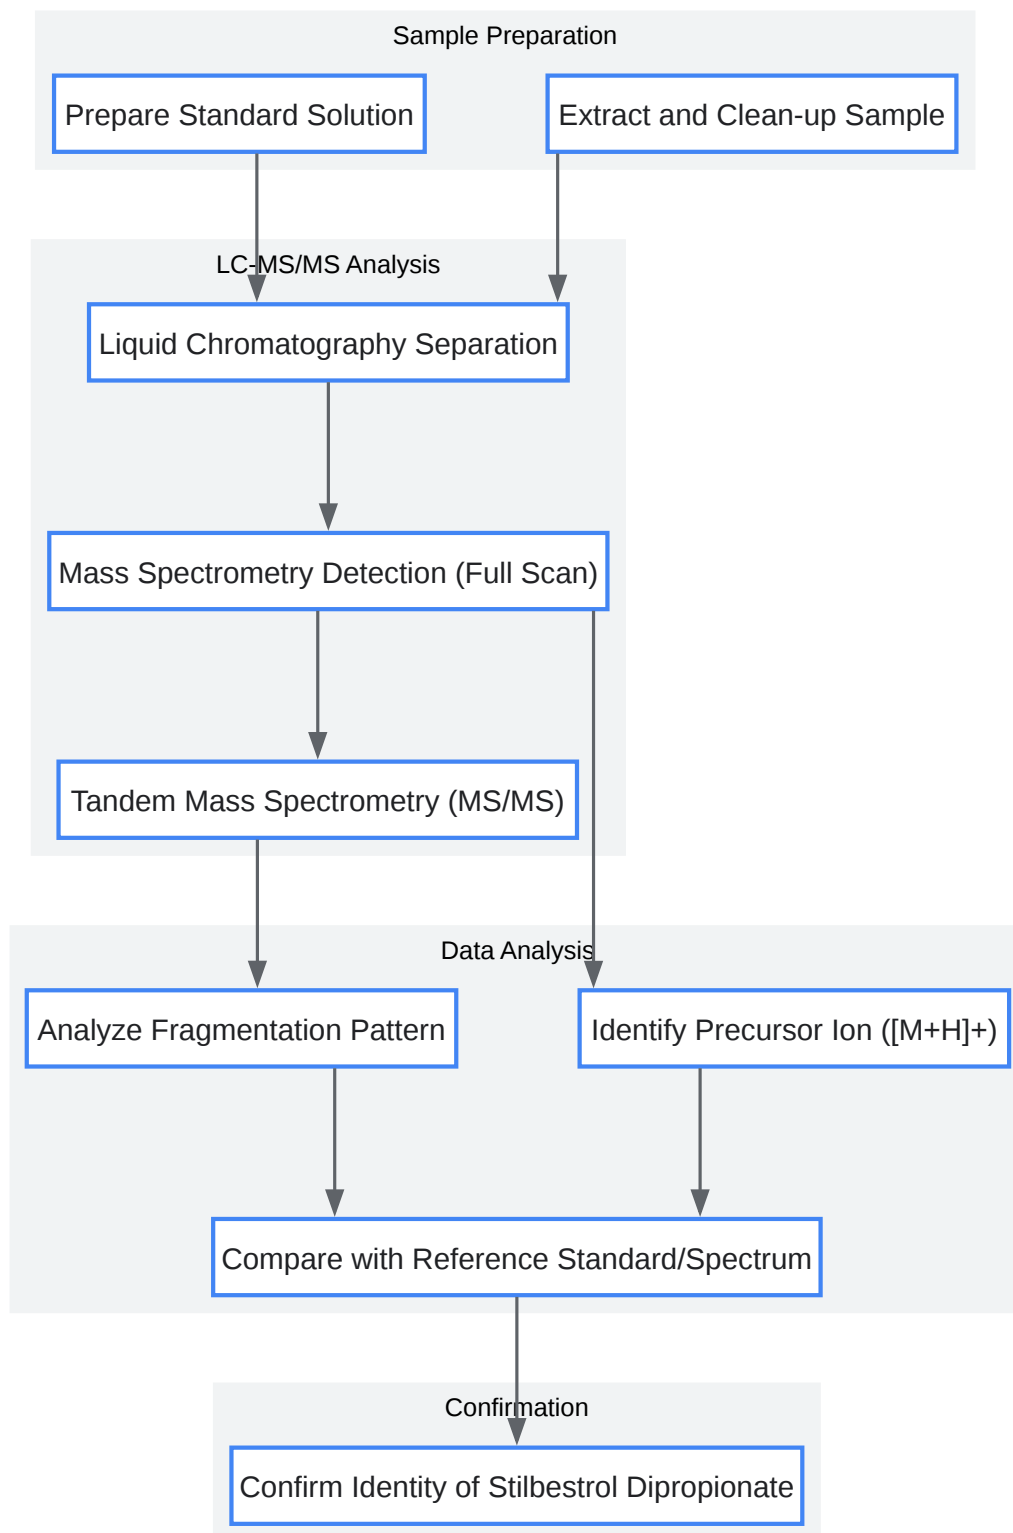 Sample Preparation
Prepare Standard Solution
Extract and Clean-up Sample
LC-MS/MS Analysis
Liquid Chromatography Separation
Mass Spectrometry Detection (Full Scan)
Tandem Mass Spectrometry (MS/MS)
Data Analysis
Analyze Fragmentation Pattern
Identify Precursor Ion ([M+H]+)
Compare with Reference Standard/Spectrum
Confirmation
Confirm Identity of Stilbestrol Dipropionate